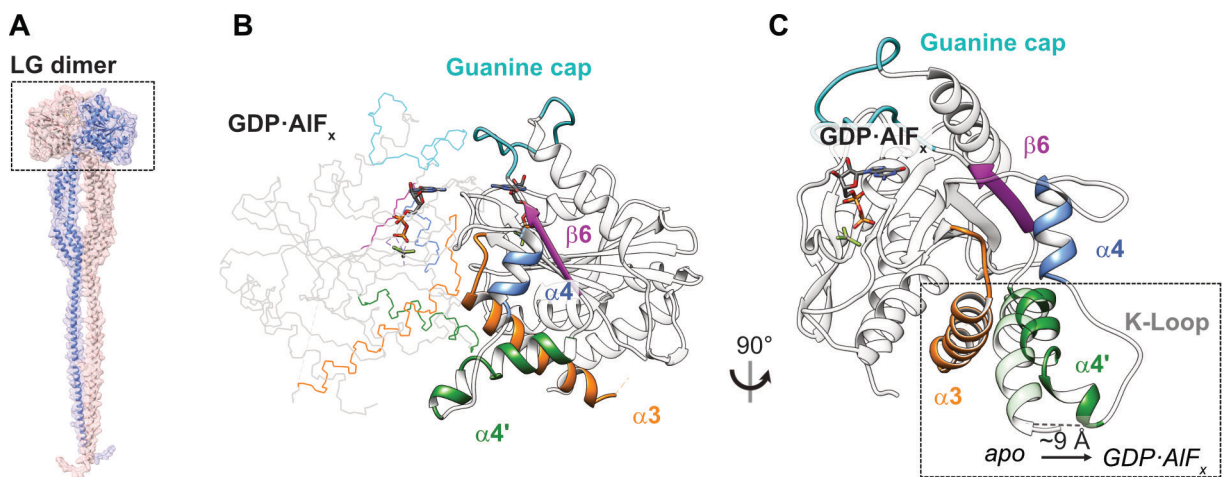 A
LG dimer
B
Guanine cap
GDP·AlFx
β6
α4
α4'
α3
90°
C
Guanine cap
GDP·AlFx
β6
α4
K-Loop
α4'
α3
~9 Å
apo
GDP·AlFx